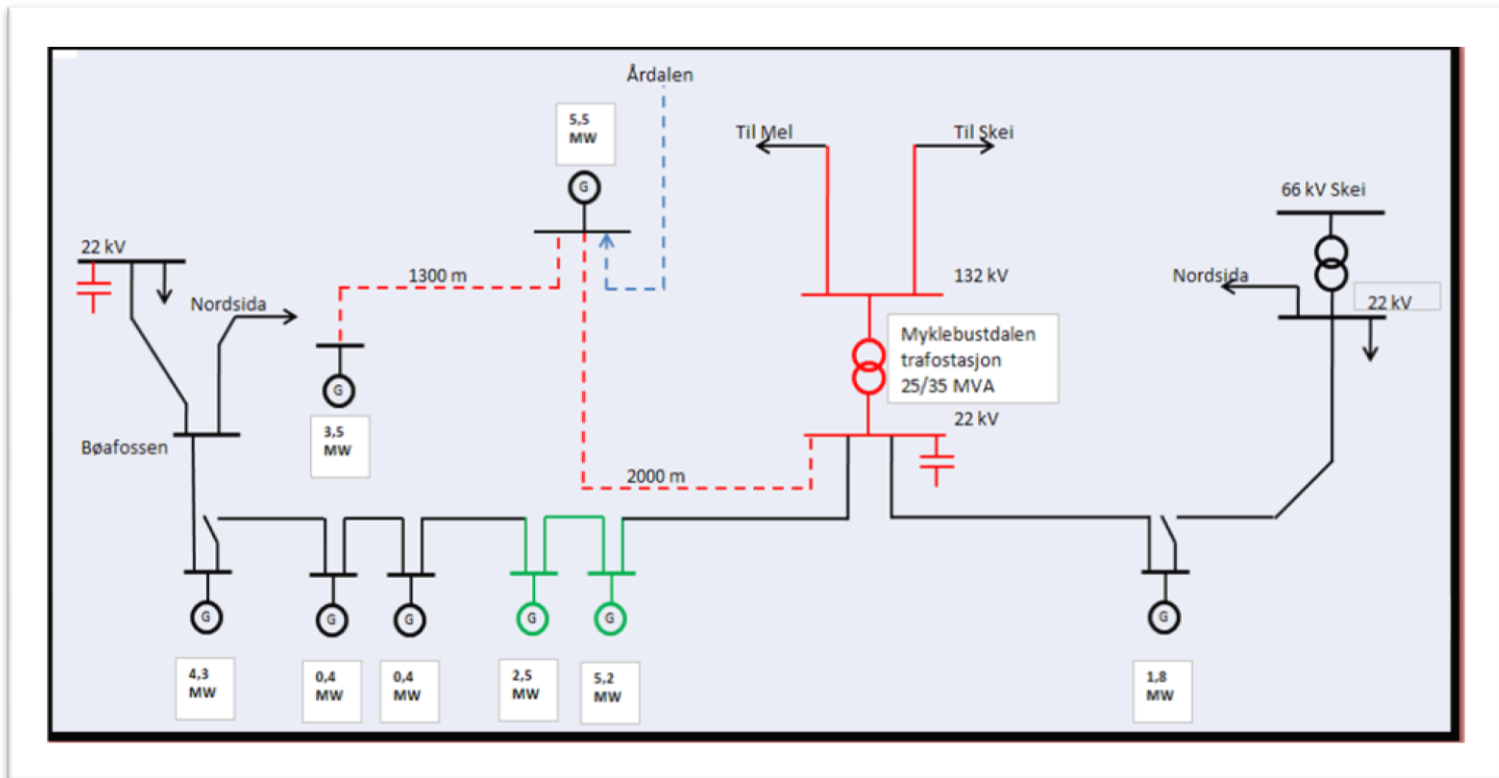 Årdalen
5,5
MW
Til Mel
Til Skei
66 kV Skei
22 kV
1300 m
132 kV
Nordsida
22 kV
Nordsida
Myklebustdalen
trafostasjon
25/35 MVA
G
G
3,5
MW
22 kV
Bøafossen
2000 m
G
G
G
G
G
G
4,3
MW
0,4
MW
0,4
MW
2,5
MW
5,2
MW
1,8
MW